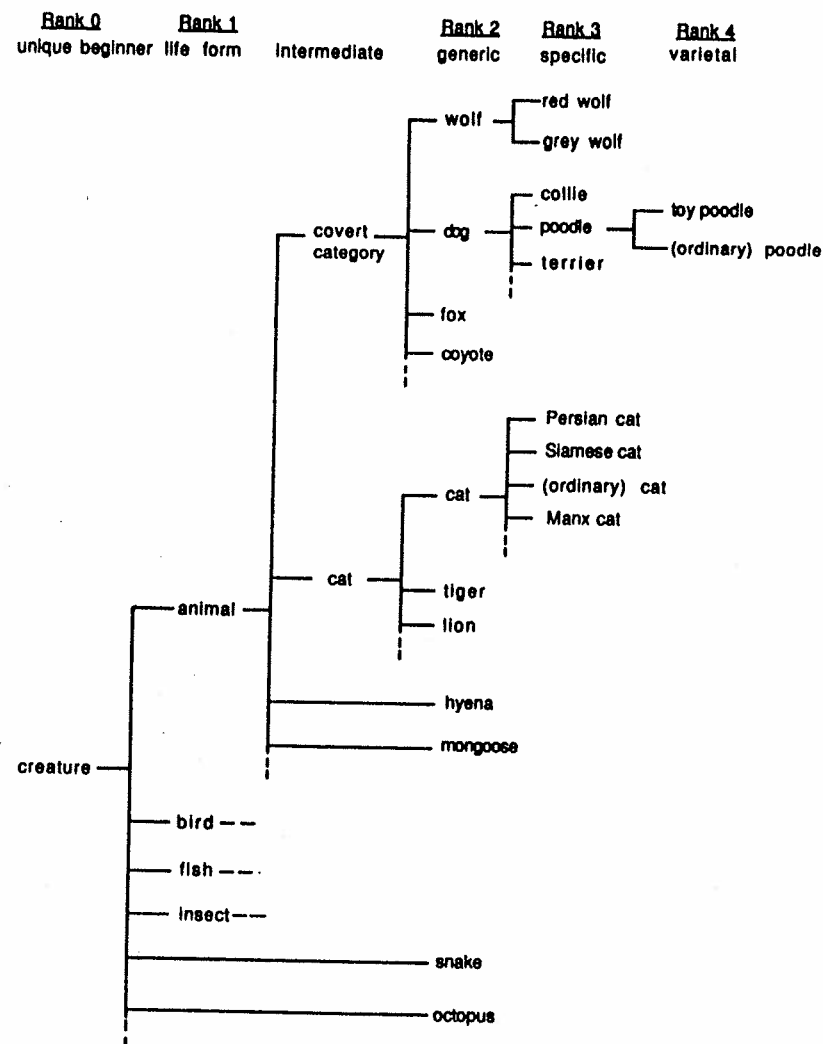 Rank 0 Rank 1 Rank 2 Rank 3 Rank 4
unique beginner life form intermediate generic specific varietal
red wolf
wolf
grey wolf
collie
toy poodle
covert category
dog
poodle
(ordinary) poodle
terrier
fox
coyote
Persian cat
Siamese cat
cat
(ordinary) cat
Manx cat
cat
tiger
animal
lion
hyena
mongoose
creature
bird
fish
insect
snake
octopus